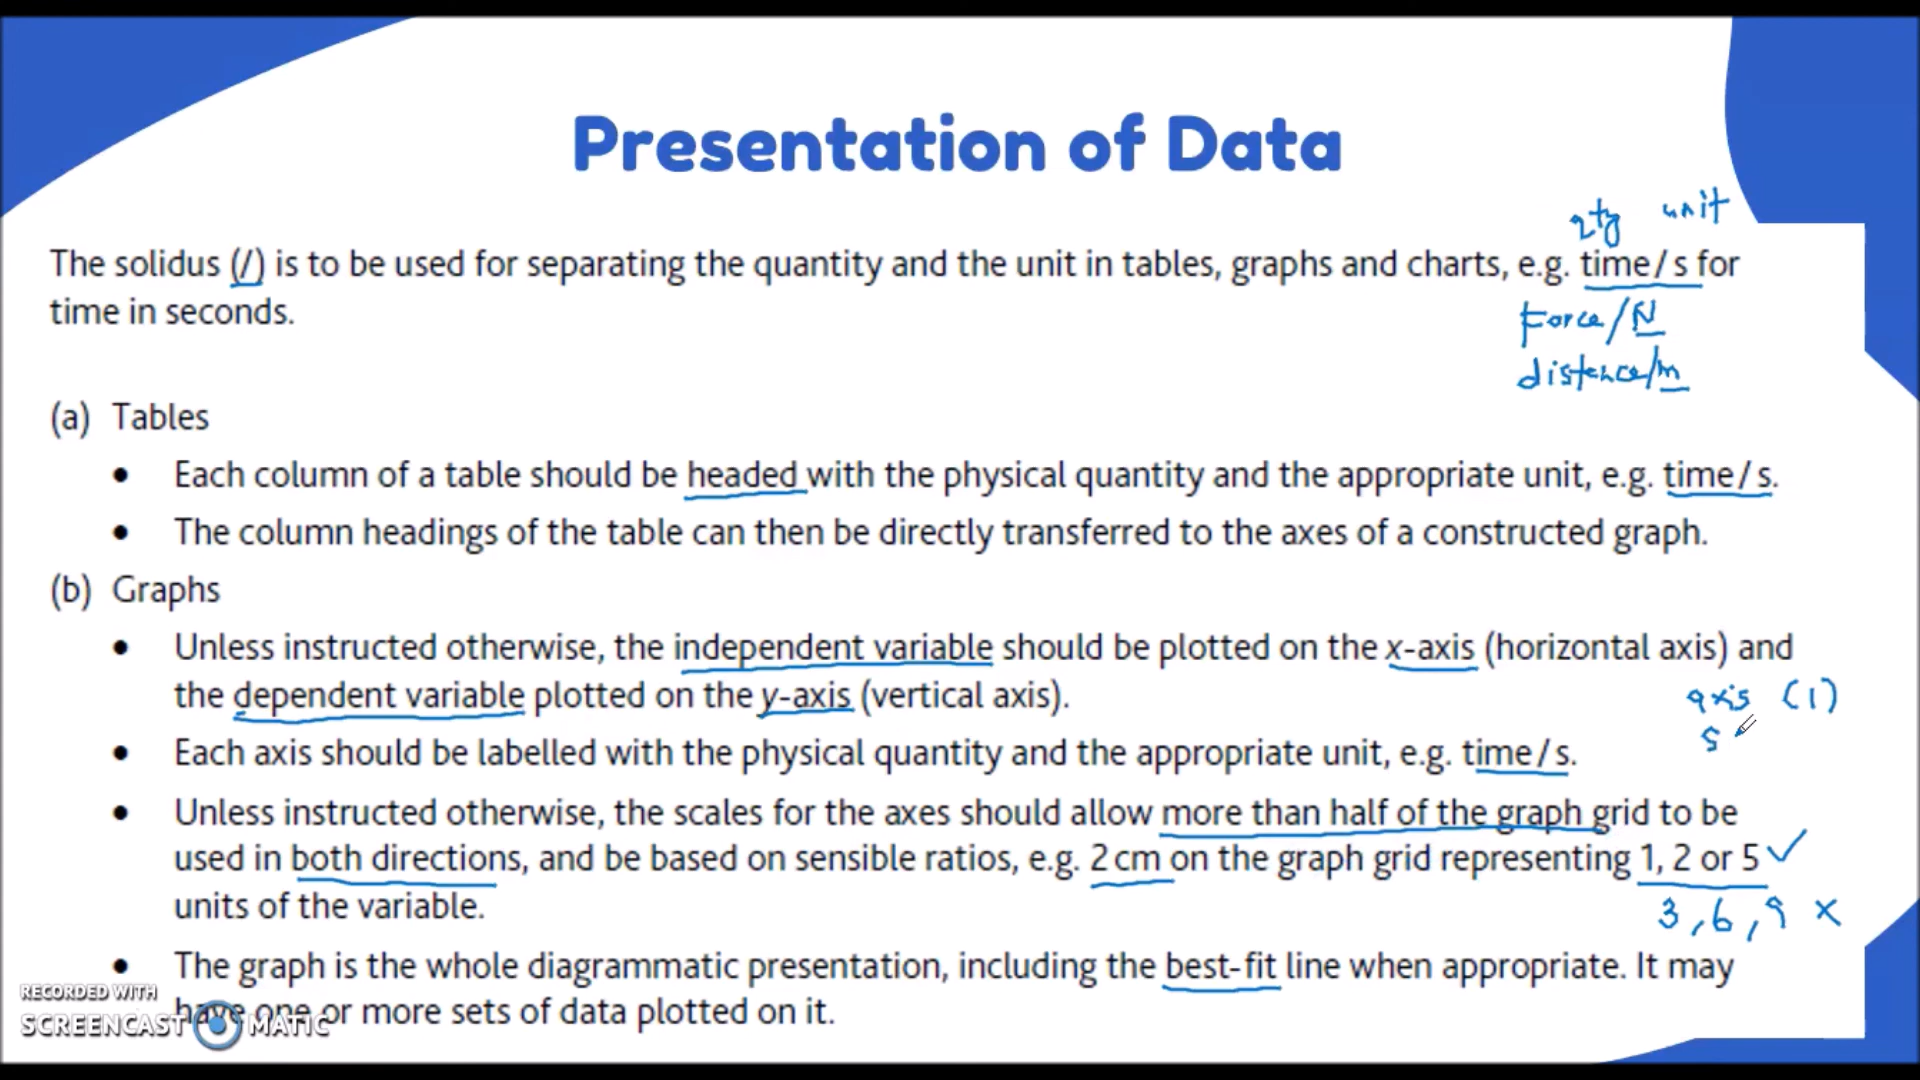 Presentation of Data
qty unit
The solidus (/) is to be used for separating the quantity and the unit in tables, graphs and charts, e.g. time / s for
time in seconds.
Force/N
distance/m
(a) Tables
• Each column of a table should be headed with the physical quantity and the appropriate unit, e.g. time / s.
• The column headings of the table can then be directly transferred to the axes of a constructed graph.
(b) Graphs
• Unless instructed otherwise, the independent variable should be plotted on the x-axis (horizontal axis) and
the dependent variable plotted on the y-axis (vertical axis).
axis (1)
s
• Each axis should be labelled with the physical quantity and the appropriate unit, e.g. time / s.
• Unless instructed otherwise, the scales for the axes should allow more than half of the graph grid to be
used in both directions, and be based on sensible ratios, e.g. 2 cm on the graph grid representing 1, 2 or 5 ✓
units of the variable.
3, 6, 9 x
• The graph is the whole diagrammatic presentation, including the best-fit line when appropriate. It may
have one or more sets of data plotted on it.
RECORDED WITH
SCREENCAST MATIC